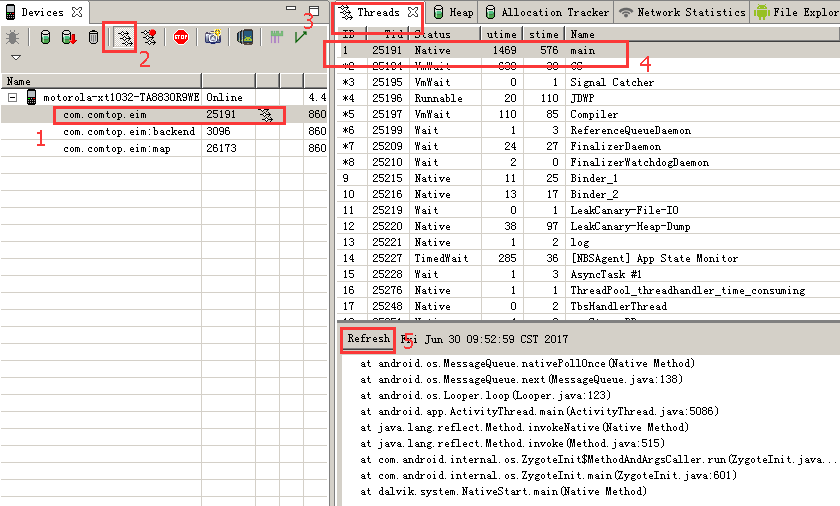 Devices
3
2
Name
motorola-xt1032-TA8830R9WE Online 4.4
com.comtop.eim 25191 860
1
com.comtop.eim:backend 3096 860
com.comtop.eim:map 26173 860
Threads Heap Allocation Tracker Network Statistics File Explor
ID Tid Status utime stime Name
1 25191 Native 1469 576 main
4
*2 25194 VmWait GC
*3 25195 VmWait 0 1 Signal Catcher
*4 25196 Runnable 20 110 JDWP
*5 25197 VmWait 110 85 Compiler
*6 25199 Wait 1 3 ReferenceQueueDaemon
*7 25209 Wait 24 27 FinalizerDaemon
*8 25210 Wait 2 0 FinalizerWatchdogDaemon
9 25215 Native 11 25 Binder_1
10 25216 Native 13 17 Binder_2
11 25219 Wait 0 1 LeakCanary-File-IO
12 25220 Native 38 97 LeakCanary-Heap-Dump
13 25221 Native 1 2 log
14 25227 TimedWait 285 36 [NBSAgent] App State Monitor
15 25228 Wait 1 3 AsyncTask #1
16 25276 Native 1 1 ThreadPool_threadhandler_time_consuming
17 25248 Native 0 2 TbsHandlerThread
Refresh 5 Fri Jun 30 09:52:59 CST 2017
at android.os.MessageQueue.nativePollOnce(Native Method)
at android.os.MessageQueue.next(MessageQueue.java:138)
at android.os.Looper.loop(Looper.java:123)
at android.app.ActivityThread.main(ActivityThread.java:5086)
at java.lang.reflect.Method.invokeNative(Native Method)
at java.lang.reflect.Method.invoke(Method.java:515)
at com.android.internal.os.ZygoteInit$MethodAndArgsCaller.run(ZygoteInit.java...
at com.android.internal.os.ZygoteInit.main(ZygoteInit.java:601)
at dalvik.system.NativeStart.main(Native Method)